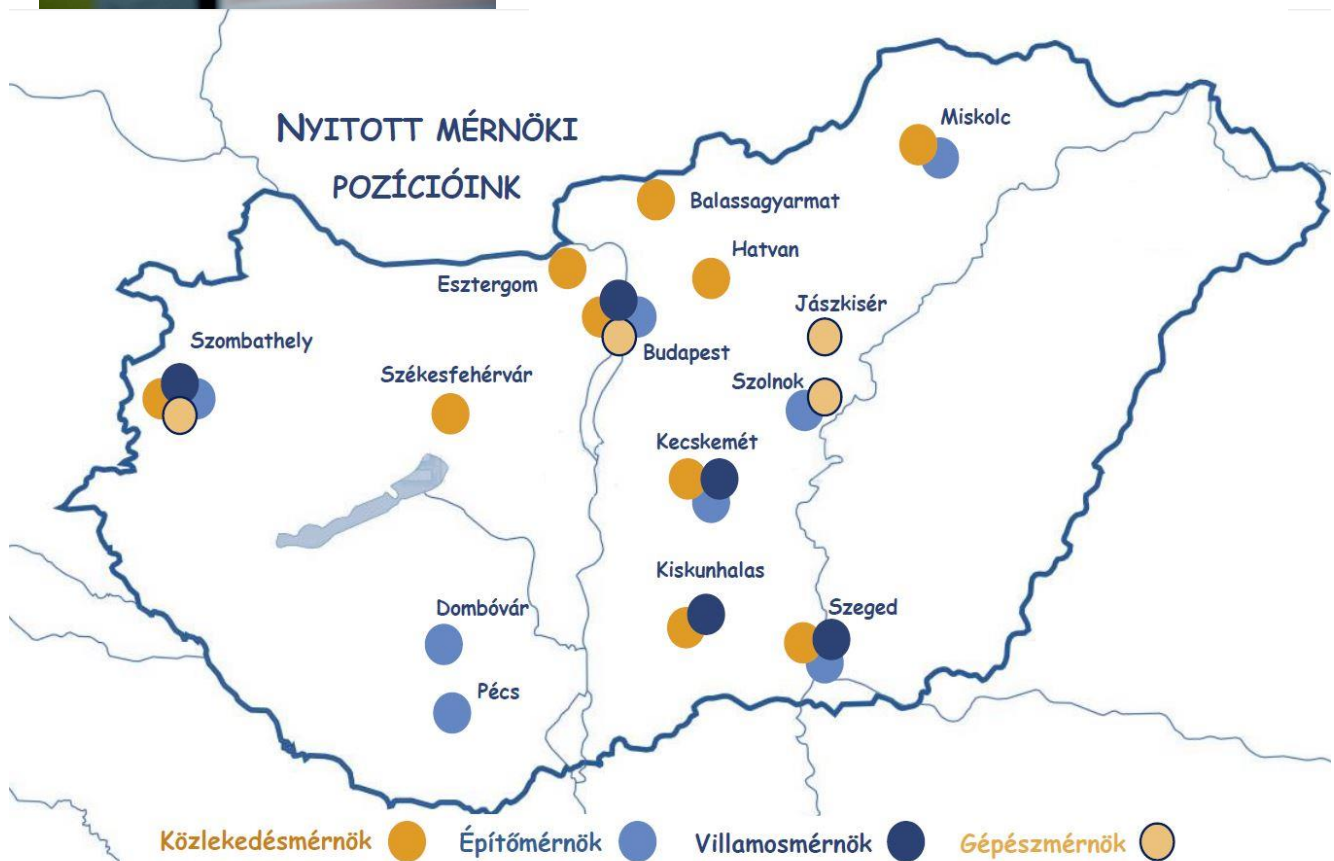 NYITOTT MÉRNÖKI
POZÍCIÓINK
Miskolc
Balassagyarmat
Hatvan
Esztergom
Jászkisér
Szombathely
Budapest
Székesfehérvár
Szolnok
Kecskemét
Kiskunhalas
Dombóvár
Szeged
Pécs
Közlekedésmérnök
Építőmérnök
Villamosmérnök
Gépészmérnök